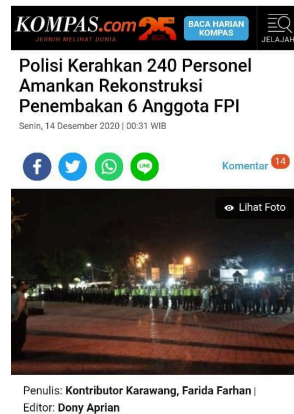 KOMPAS.com 25
JERNIH MELIHAT DUNIA
BACA HARIAN
KOMPAS
JELAJAH
Polisi Kerahkan 240 Personel
Amankan Rekonstruksi
Penembakan 6 Anggota FPI
Senin, 14 Desember 2020 | 00:31 WIB
LINE
Komentar 14
Lihat Foto
Penulis: Kontributor Karawang, Farida Farhan |
Editor: Dony Aprian